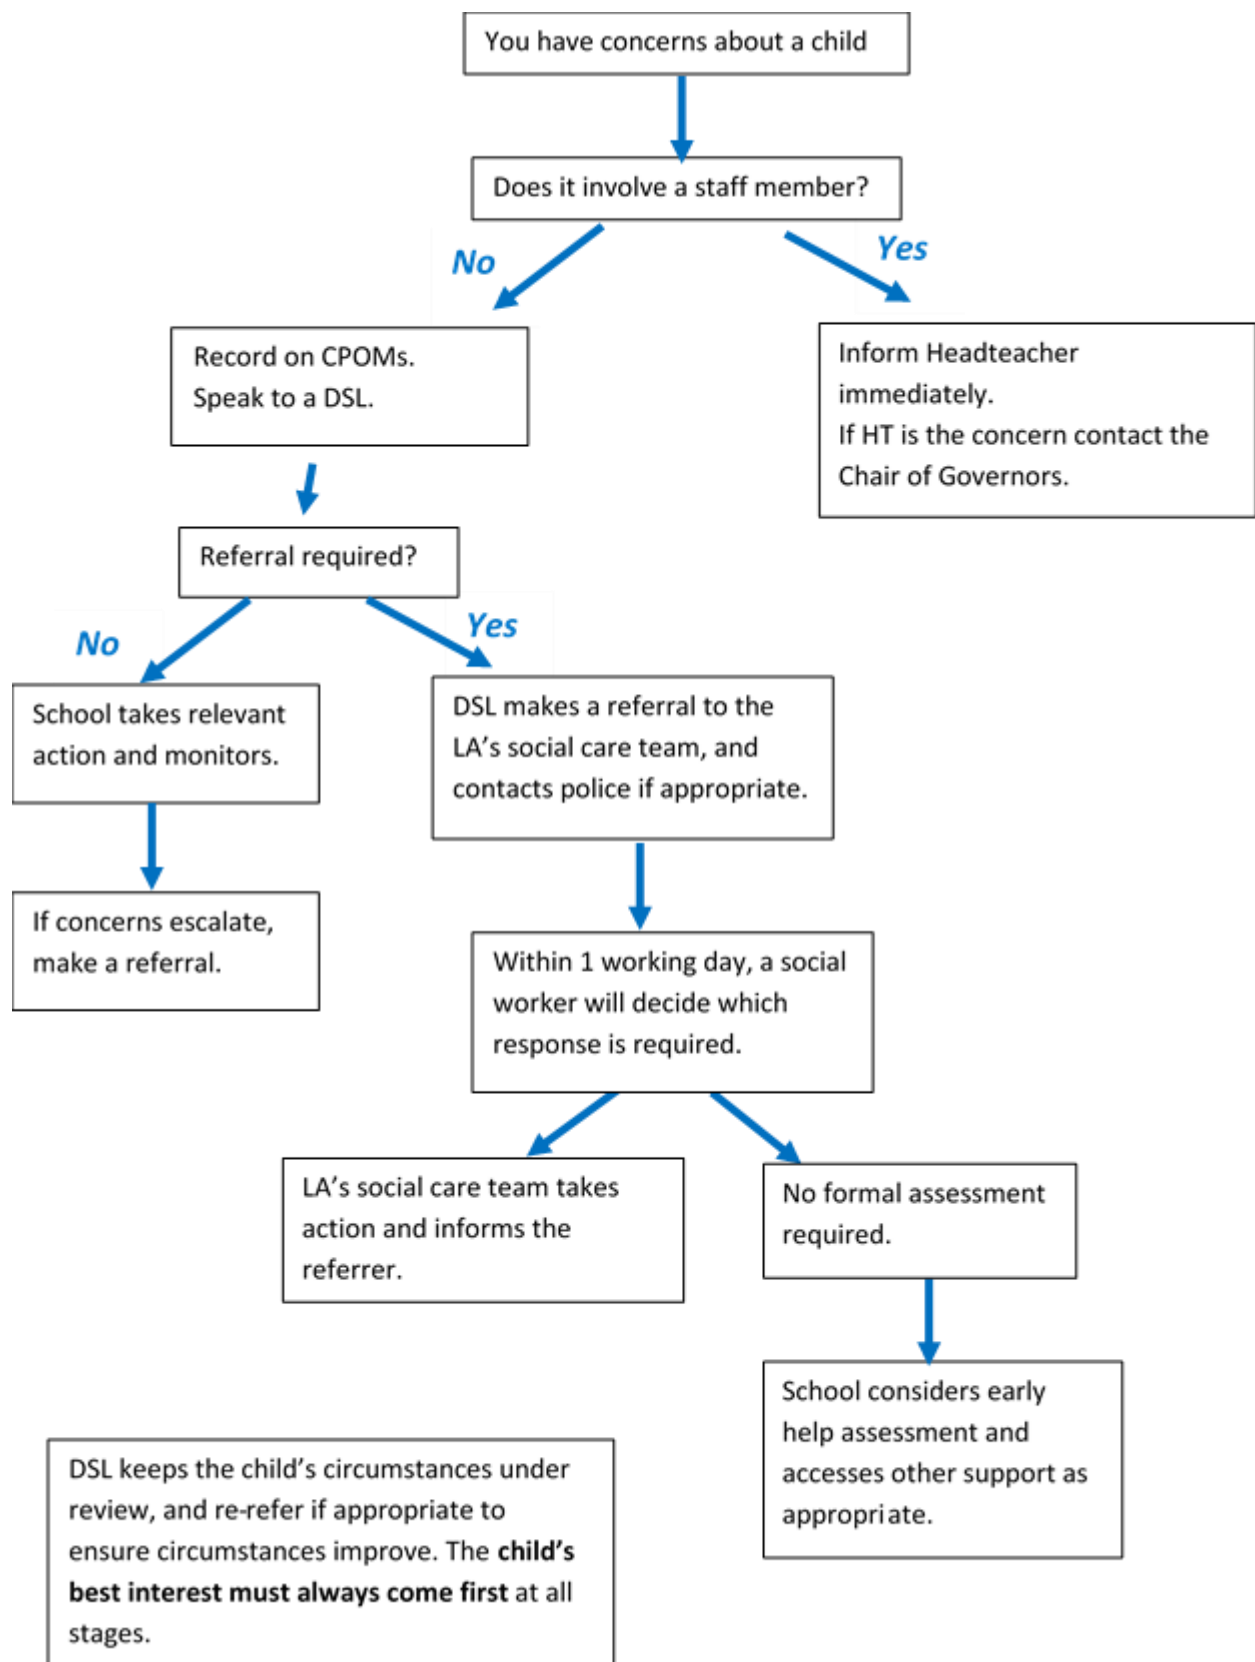 You have concerns about a child
Does it involve a staff member?
No
Yes
Record on CPOMs.
Speak to a DSL.
Inform Headteacher
immediately.
If HT is the concern contact the
Chair of Governors.
Referral required?
No
Yes
School takes relevant
action and monitors.
DSL makes a referral to the
LA's social care team, and
contacts police if appropriate.
If concerns escalate,
make a referral.
Within 1 working day, a social
worker will decide which
response is required.
LA's social care team takes
action and informs the
referrer.
No formal assessment
required.
School considers early
help assessment and
accesses other support as
appropriate.
DSL keeps the child's circumstances under
review, and re-refer if appropriate to
ensure circumstances improve. The child's
best interest must always come first at all
stages.